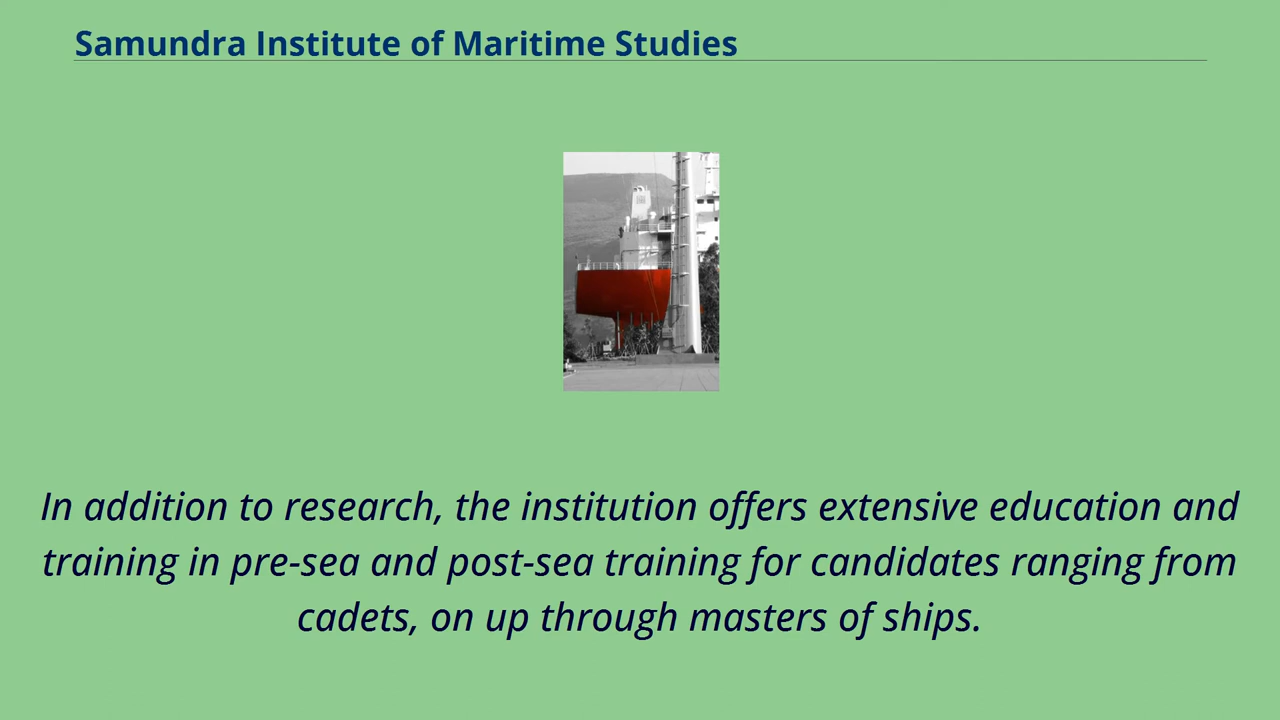 Samundra Institute of Maritime Studies
In addition to research, the institution offers extensive education and
training in pre-sea and post-sea training for candidates ranging from
cadets, on up through masters of ships.